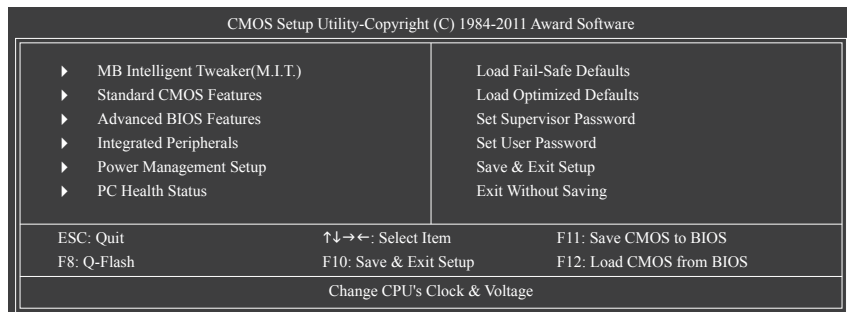 CMOS Setup Utility-Copyright (C) 1984-2011 Award Software
MB Intelligent Tweaker(M.I.T.)
Standard CMOS Features
Advanced BIOS Features
Integrated Peripherals
Power Management Setup
PC Health Status
Load Fail-Safe Defaults
Load Optimized Defaults
Set Supervisor Password
Set User Password
Save & Exit Setup
Exit Without Saving
ESC: Quit ↑↓→←: Select Item F11: Save CMOS to BIOS
F8: Q-Flash F10: Save & Exit Setup F12: Load CMOS from BIOS
Change CPU's Clock & Voltage